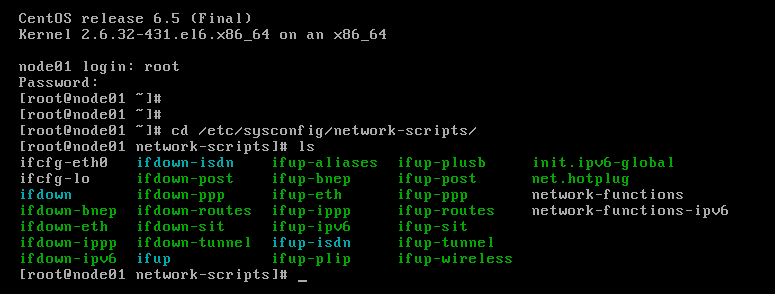 CentOS release 6.5 (Final)
Kernel 2.6.32-431.el6.x86_64 on an x86_64
node01 login: root
Password:
[root@node01 ~]#
[root@node01 ~]#
[root@node01 ~]# cd /etc/sysconfig/network-scripts/
[root@node01 network-scripts]# ls
ifcfg-eth0 ifdown-isdn ifup-aliases ifup-plusb init.ipv6-global
ifcfg-lo ifdown-post ifup-bnep ifup-post net.hotplug
ifdown ifdown-ppp ifup-eth ifup-ppp network-functions
ifdown-bnep ifdown-routes ifup-ippp ifup-routes network-functions-ipv6
ifdown-eth ifdown-sit ifup-ipv6 ifup-sit
ifdown-ippp ifdown-tunnel ifup-isdn ifup-tunnel
ifdown-ipv6 ifup ifup-plip ifup-wireless
[root@node01 network-scripts]# _